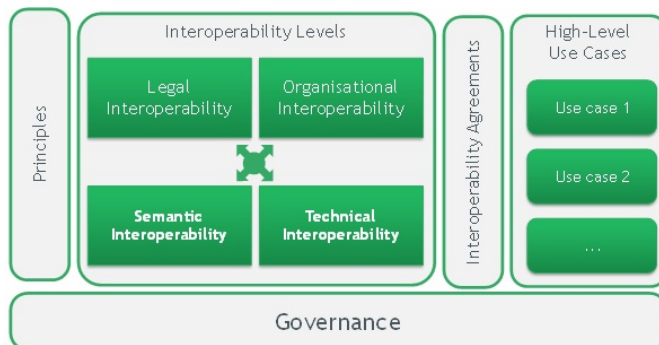 Principles
Interoperability Levels
Legal
Interoperability
Organisational
Interoperability
Semantic
Interoperability
Technical
Interoperability
Interoperability Agreements
High-Level
Use Cases
Use case 1
Use case 2
...
Governance